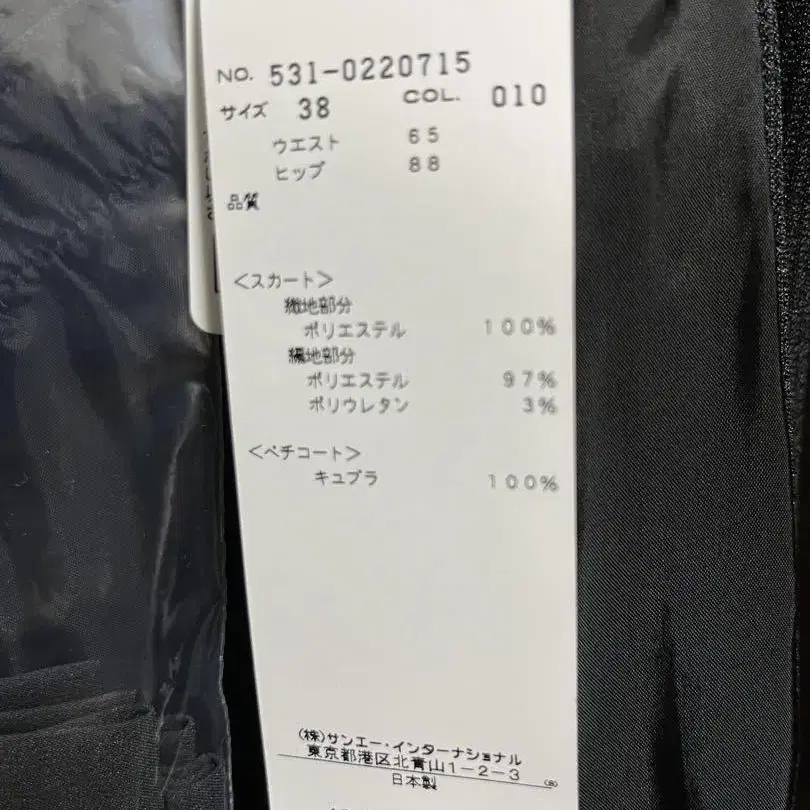 NO. 531-0220715
サイズ 38 COL. 010
ウエスト 65
ヒップ 88
品質
<スカート>
織地部分
ポリエステル 100%
編地部分
ポリエステル 97%
ポリウレタン 3%
<ペチコート>
キュプラ 100%
(株)サンエー・インターナショナル
東京都港区北青山1-2-3
日本製